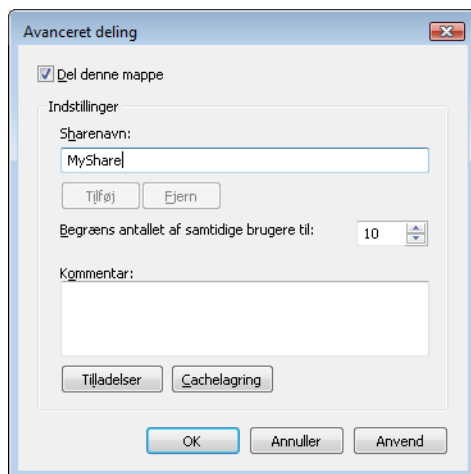 Avanceret deling
Del denne mappe
Indstillinger
Sharenavn:
MyShare
Tilføj Fjern
Begræns antallet af samtidige brugere til: 10
Kommentar:
Tilladelser Cachelagring
OK Annuller Anvend